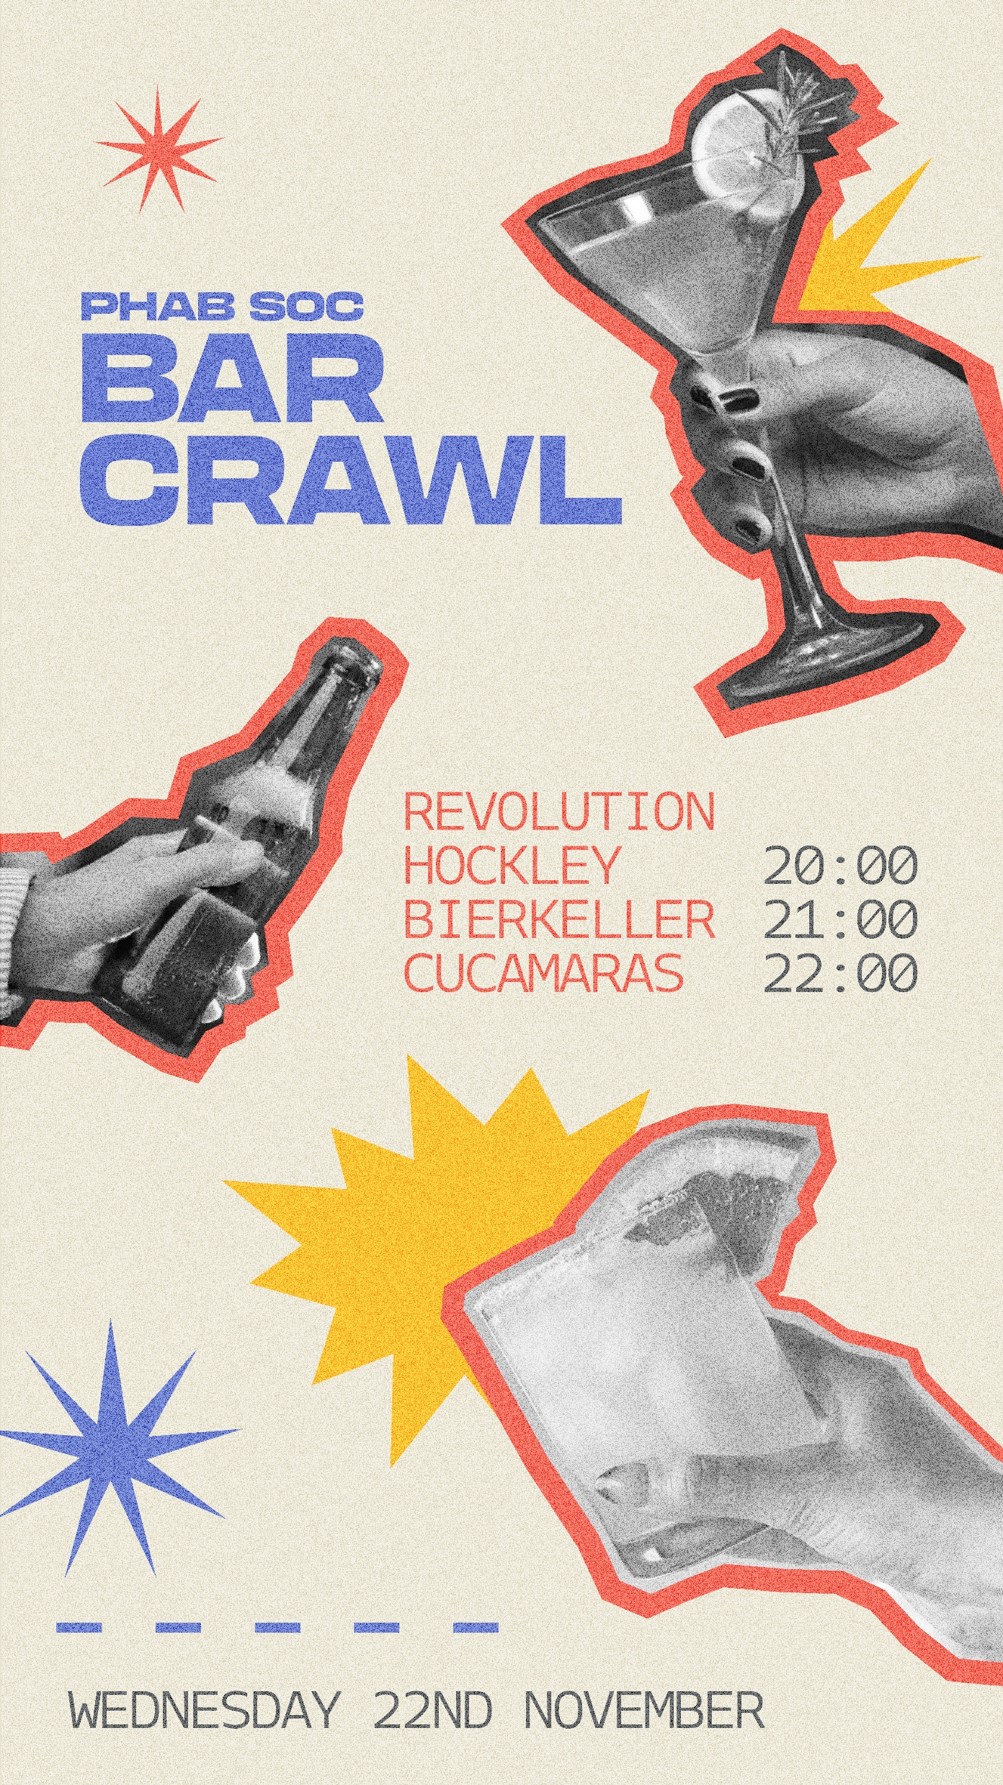 PHAB SOC
BAR
CRAWL
REVOLUTION
HOCKLEY 20:00
BIERKELLER 21:00
CUCAMARAS 22:00
WEDNESDAY 22ND NOVEMBER